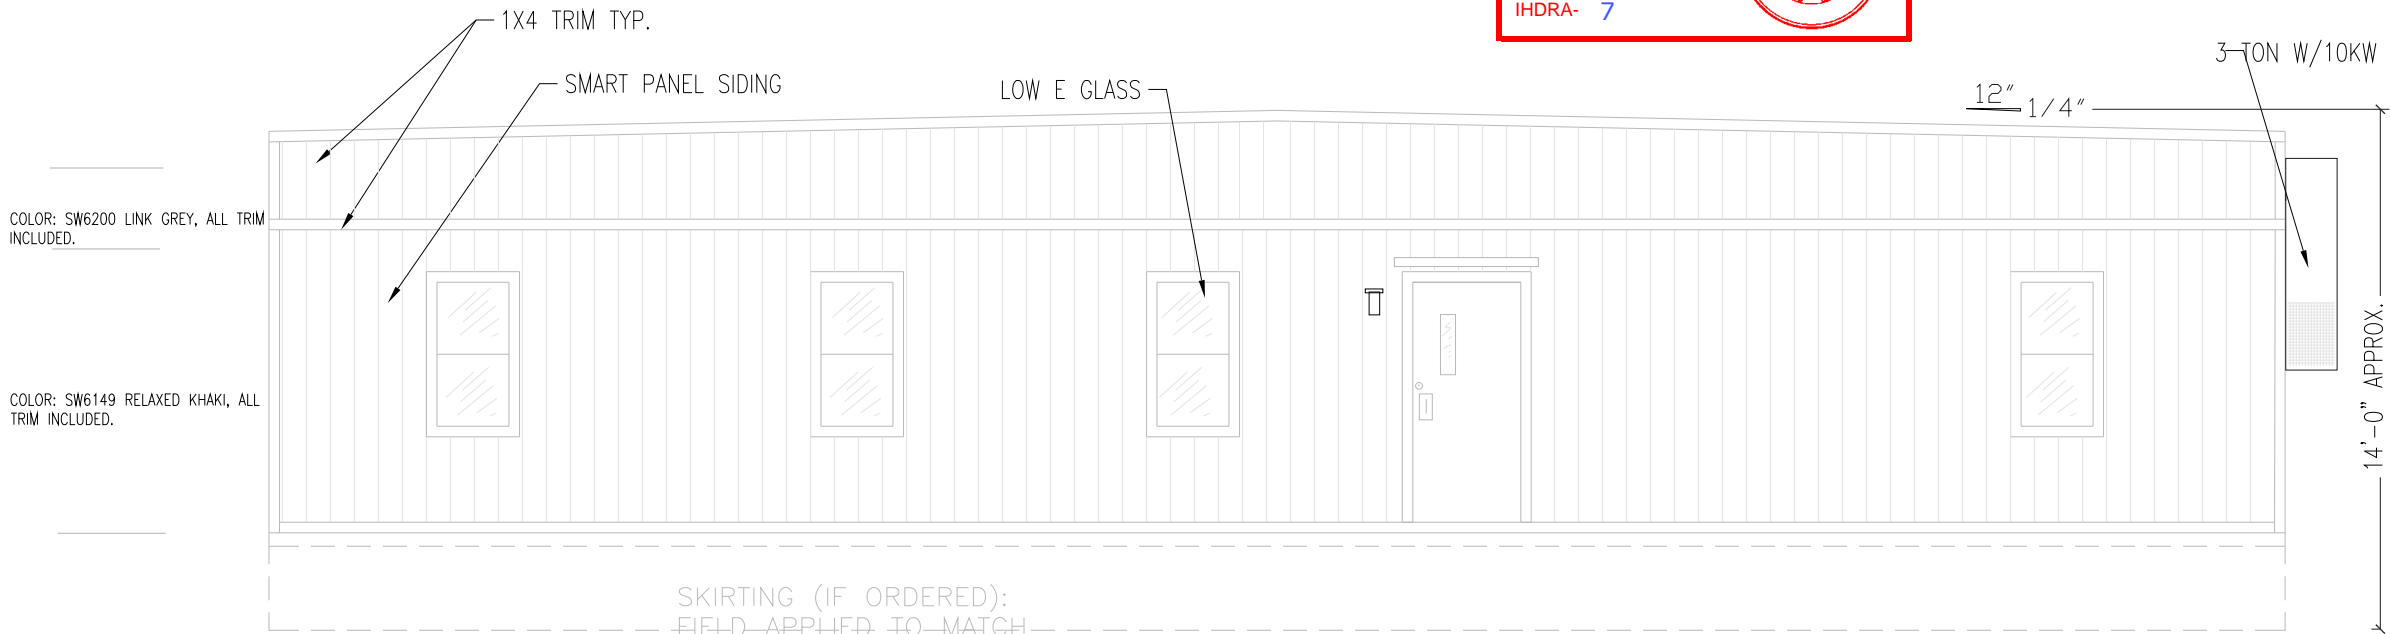 IHDRA- 7
1X4 TRIM TYP.
3 TON W/10KW
SMART PANEL SIDING
LOW E GLASS
12"
1/4"
COLOR: SW6200 LINK GREY, ALL TRIM
INCLUDED.
14'-0" APPROX.
COLOR: SW6149 RELAXED KHAKI, ALL
TRIM INCLUDED.
SKIRTING (IF ORDERED):
FIELD APPLIED TO MATCH